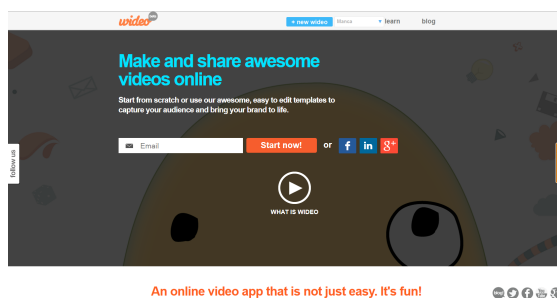 wideo
+ new wideo
learn
blog
Make and share awesome
videos online
Start from scratch or use our awesome, easy to edit templates to
capture your audience and bring your brand to life.
Email
Start now!
or
f
in
g+
follow us
WHAT IS WIDEO
An online video app that is not just easy. It's fun!